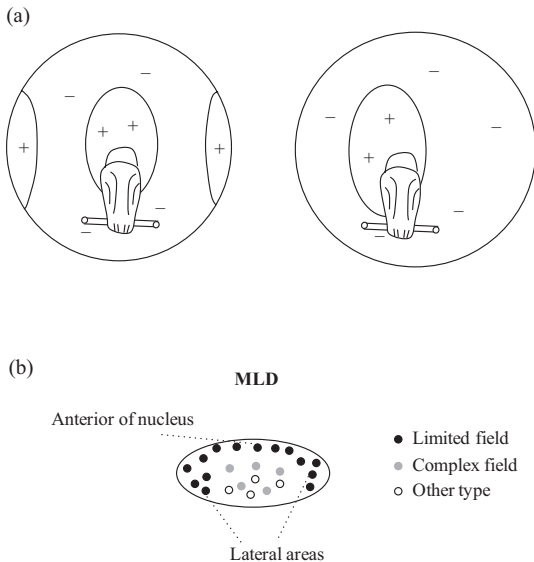 (a)
− −
− +
+ + + +
− −
− −
+ −
+
− −
(b)
MLD
Anterior of nucleus
Limited field
Complex field
Other type
Lateral areas